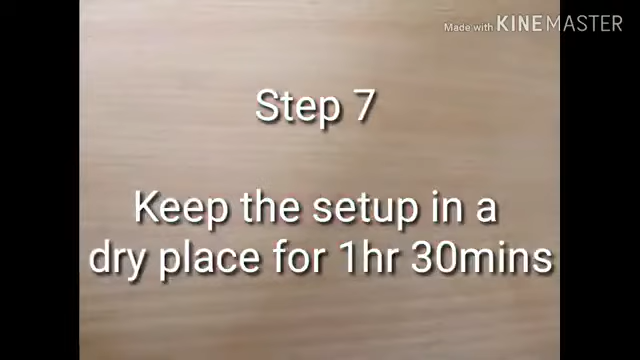 Made with KINEMASTER
Step 7
Keep the setup in a
dry place for 1hr 30mins